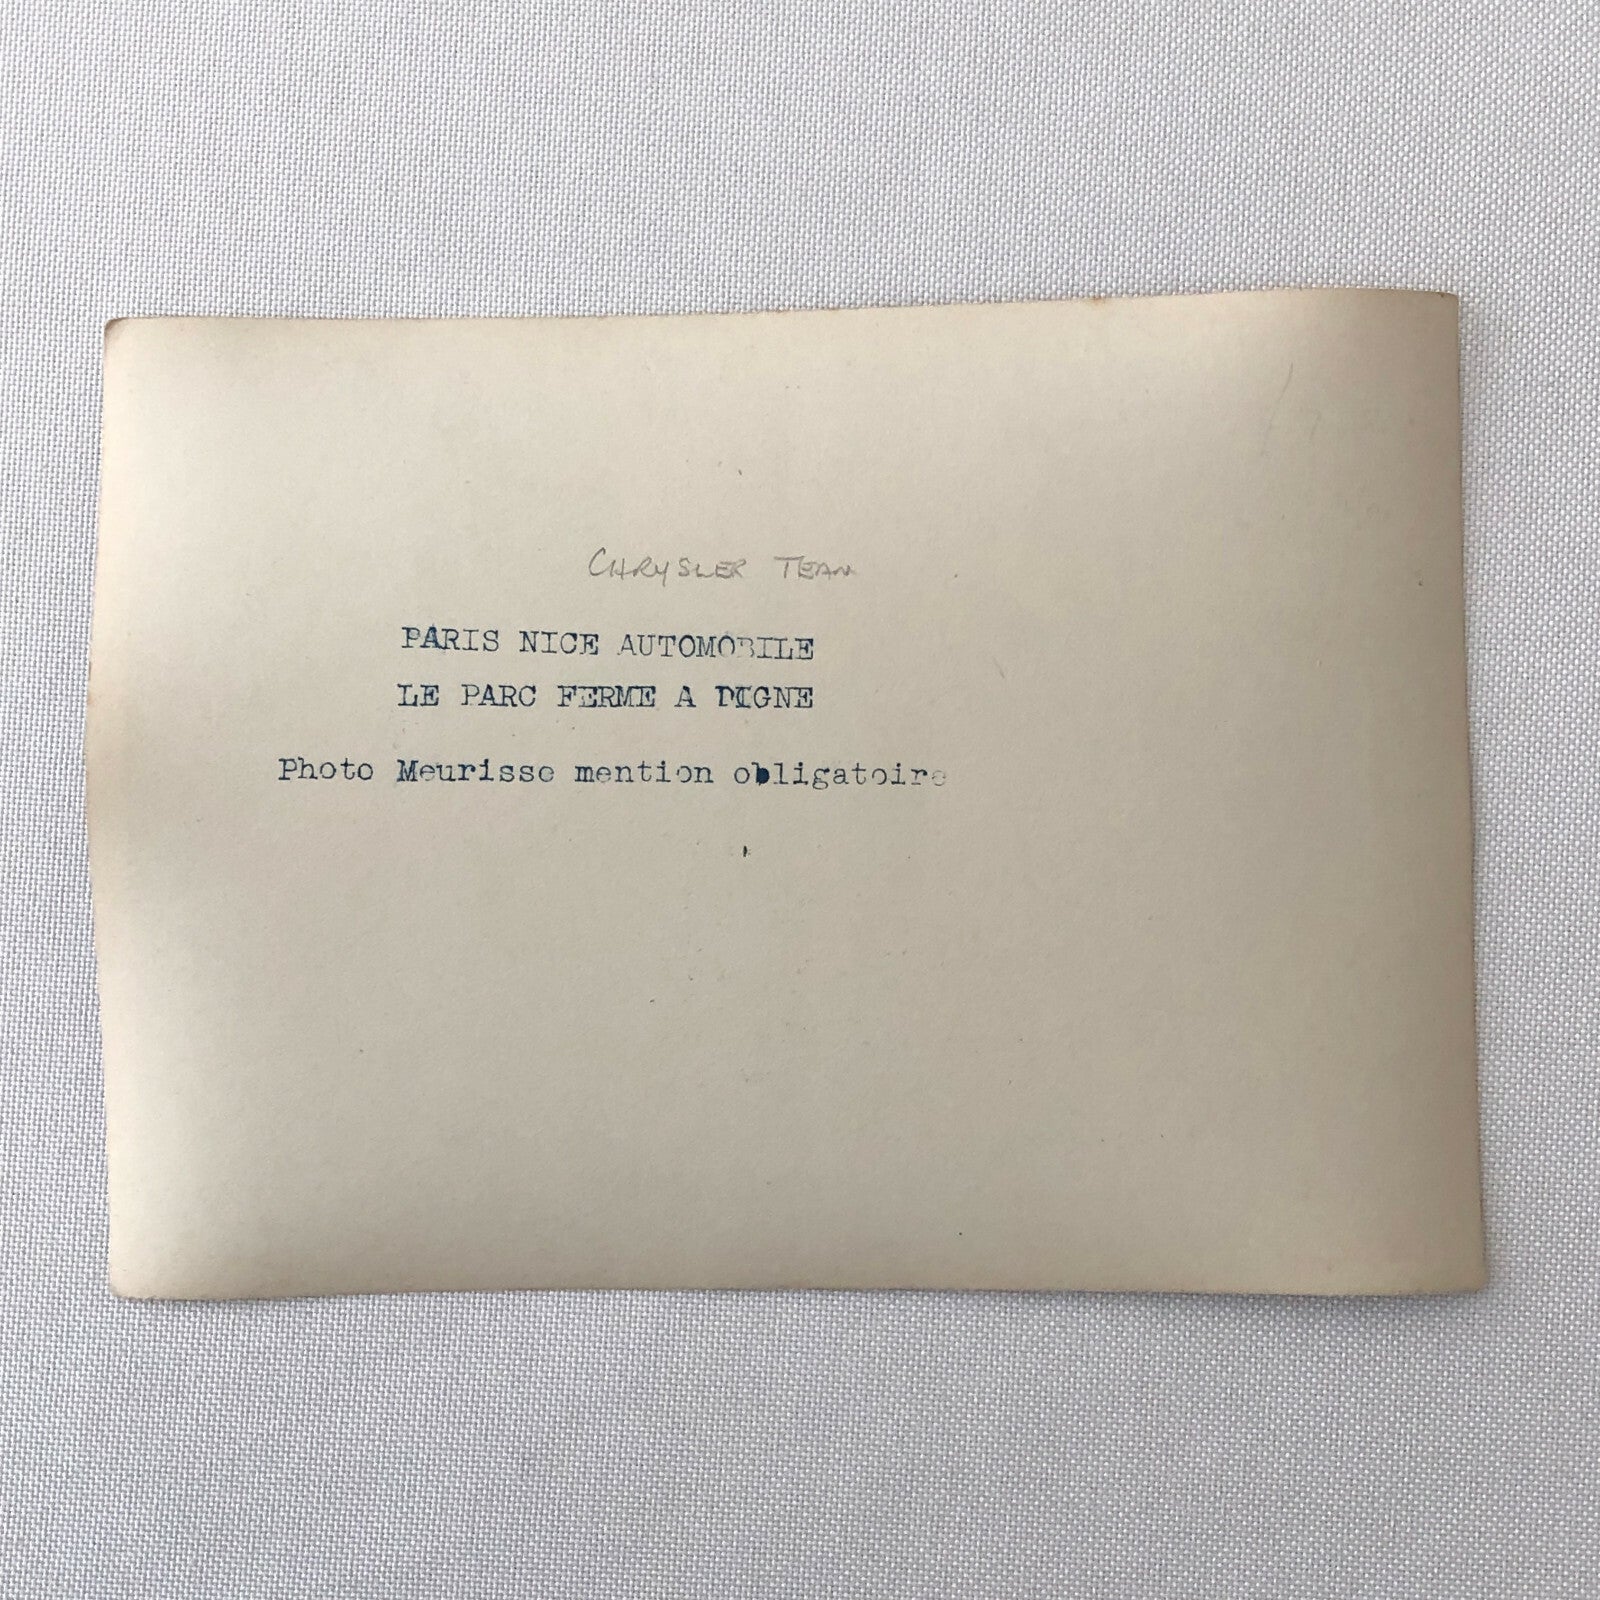 CHRYSLER TEAM
PARIS NICE AUTOMOBILE
LE PARC FERME A DIGNE
Photo Meurisse mention obligatoire